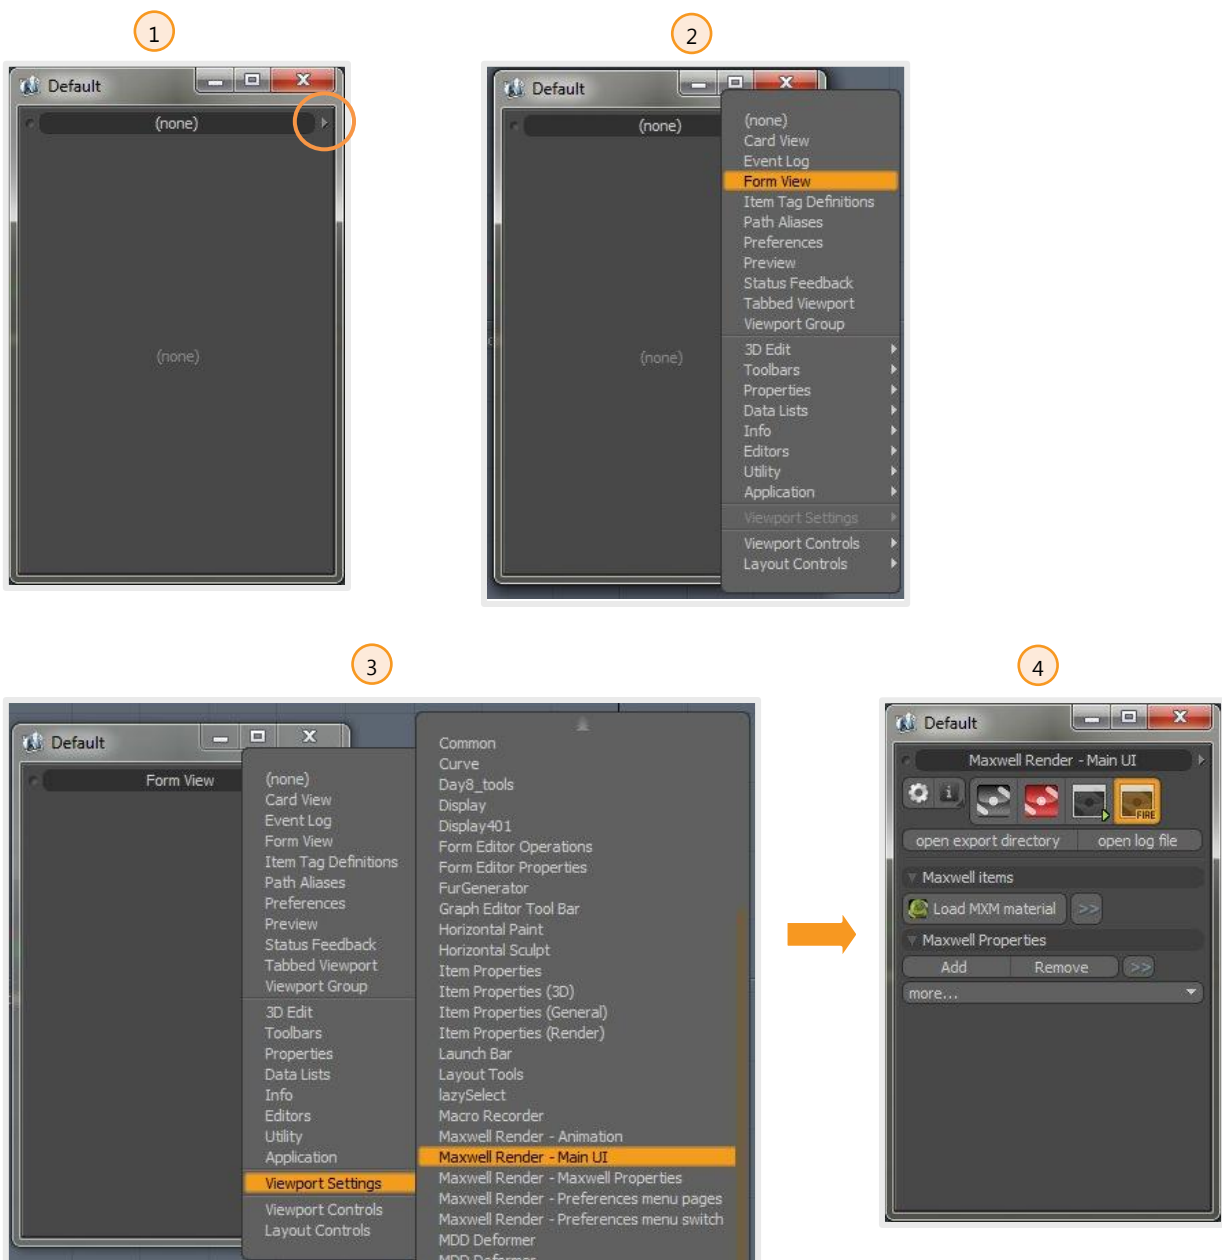 1
Default
(none)
(none)
2
Default
(none)
(none)
(none)
Card View
Event Log
Form View
Item Tag Definitions
Path Aliases
Preferences
Preview
Status Feedback
Tabbed Viewport
Viewport Group
3D Edit
Toolbars
Properties
Data Lists
Info
Editors
Utility
Application
Viewport Settings
Viewport Controls
Layout Controls
3
Default
Form View
(none)
Card View
Event Log
Form View
Item Tag Definitions
Path Aliases
Preferences
Preview
Status Feedback
Tabbed Viewport
Viewport Group
3D Edit
Toolbars
Properties
Data Lists
Info
Editors
Utility
Application
Viewport Settings
Viewport Controls
Layout Controls
Common
Curve
Day8_tools
Display
Display401
Form Editor Operations
Form Editor Properties
FurGenerator
Graph Editor Tool Bar
Horizontal Paint
Horizontal Sculpt
Item Properties
Item Properties (3D)
Item Properties (General)
Item Properties (Render)
Launch Bar
Layout Tools
lazySelect
Macro Recorder
Maxwell Render - Animation
Maxwell Render - Main UI
Maxwell Render - Maxwell Properties
Maxwell Render - Preferences menu pages
Maxwell Render - Preferences menu switch
MDD Deformer
MDD Deformer
4
Default
Maxwell Render - Main UI
i
FIRE
open export directory open log file
Maxwell items
Load MXM material >>
Maxwell Properties
Add Remove >>
more...